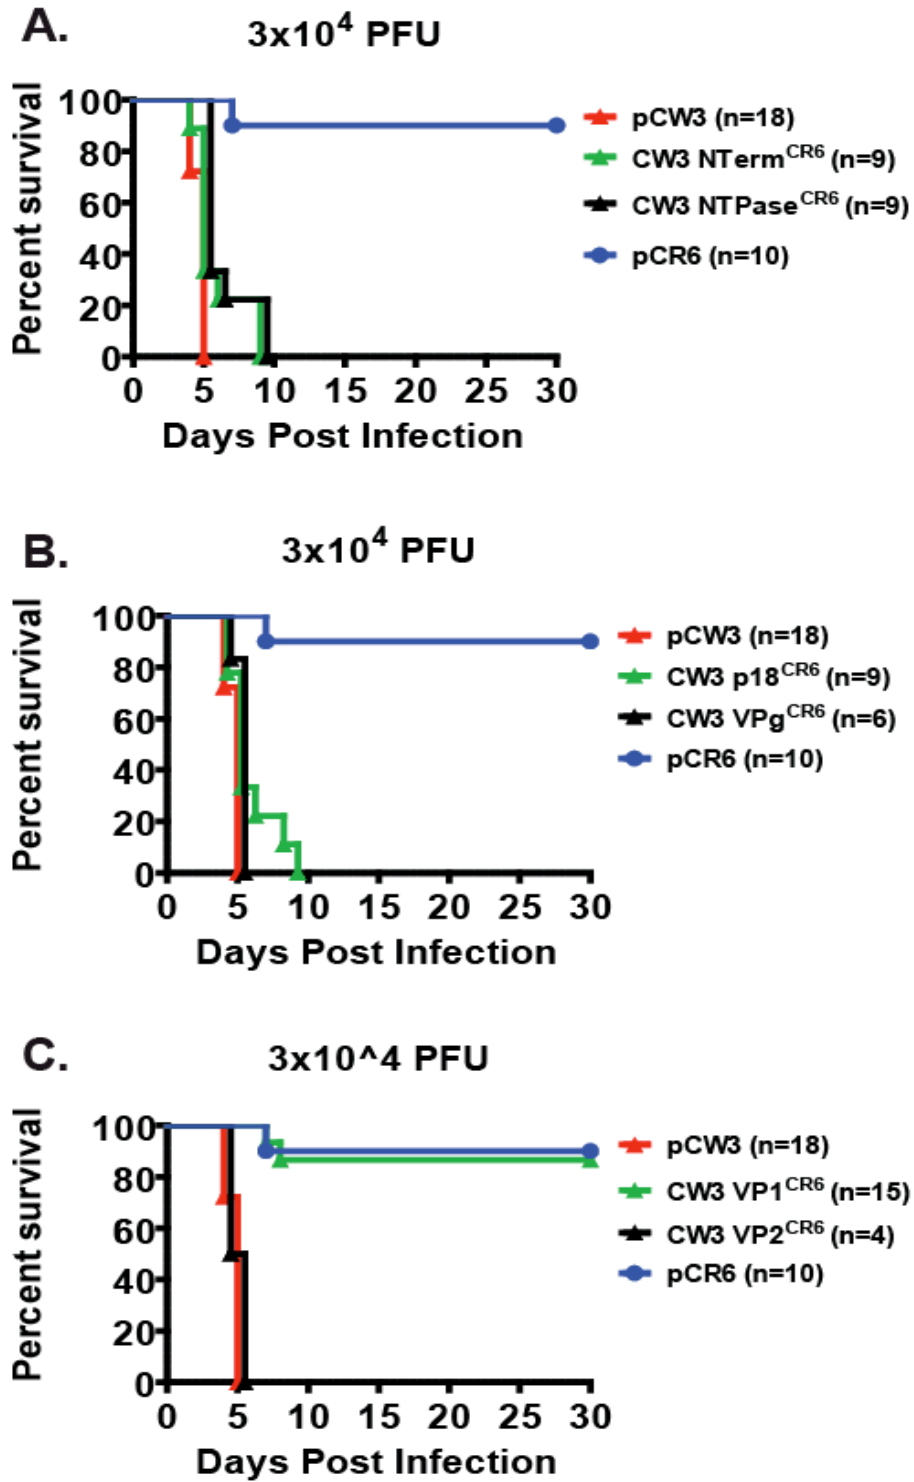 A.
3x10⁴ PFU
Percent survival
100
80
60
40
20
0
0 5 10 15 20 25 30
Days Post Infection
pCW3 (n=18)
CW3 NTerm^CR6 (n=9)
CW3 NTPase^CR6 (n=9)
pCR6 (n=10)
B.
3x10⁴ PFU
Percent survival
100
80
60
40
20
0
0 5 10 15 20 25 30
Days Post Infection
pCW3 (n=18)
CW3 p18^CR6 (n=9)
CW3 VPg^CR6 (n=6)
pCR6 (n=10)
C.
3x10^4 PFU
Percent survival
100
80
60
40
20
0
0 5 10 15 20 25 30
Days Post Infection
pCW3 (n=18)
CW3 VP1^CR6 (n=15)
CW3 VP2^CR6 (n=4)
pCR6 (n=10)